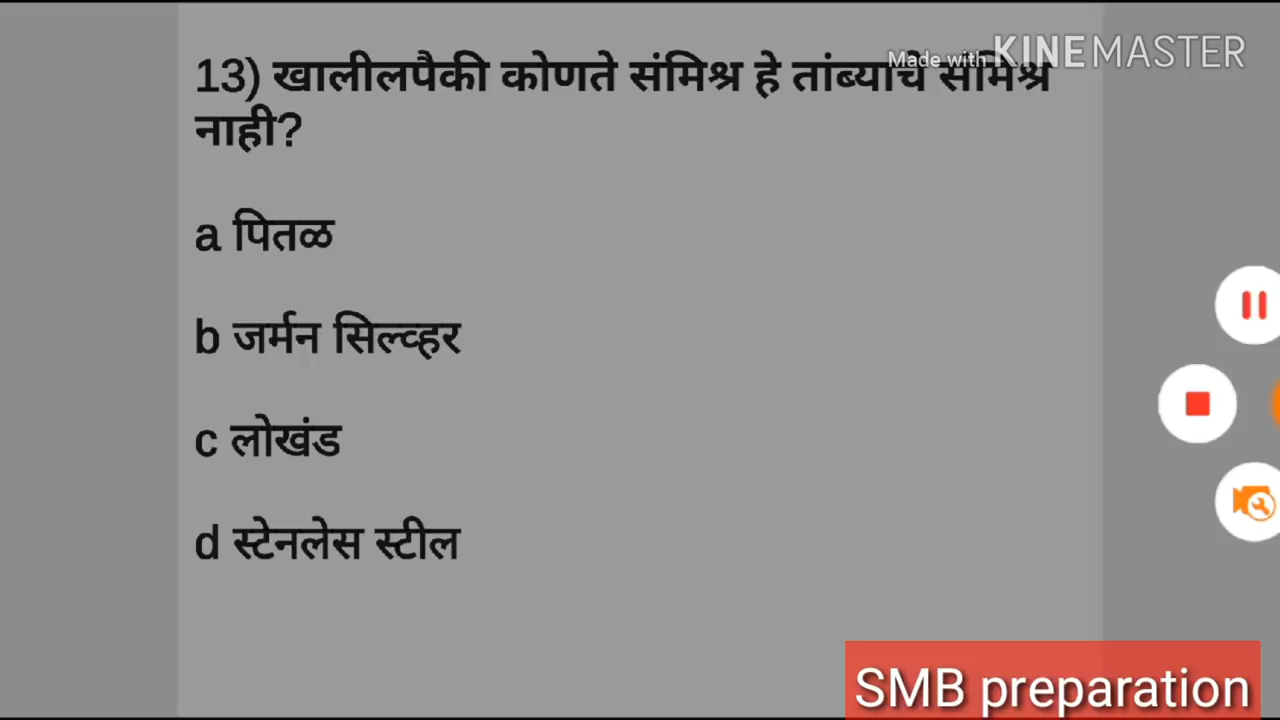 Made with KINEMASTER
13) खालीलपैकी कोणते संमिश्र हे तांब्याचे संमिश्र
नाही?
a पितळ
b जर्मन सिल्व्हर
c लोखंड
d स्टेनलेस स्टील
SMB preparation